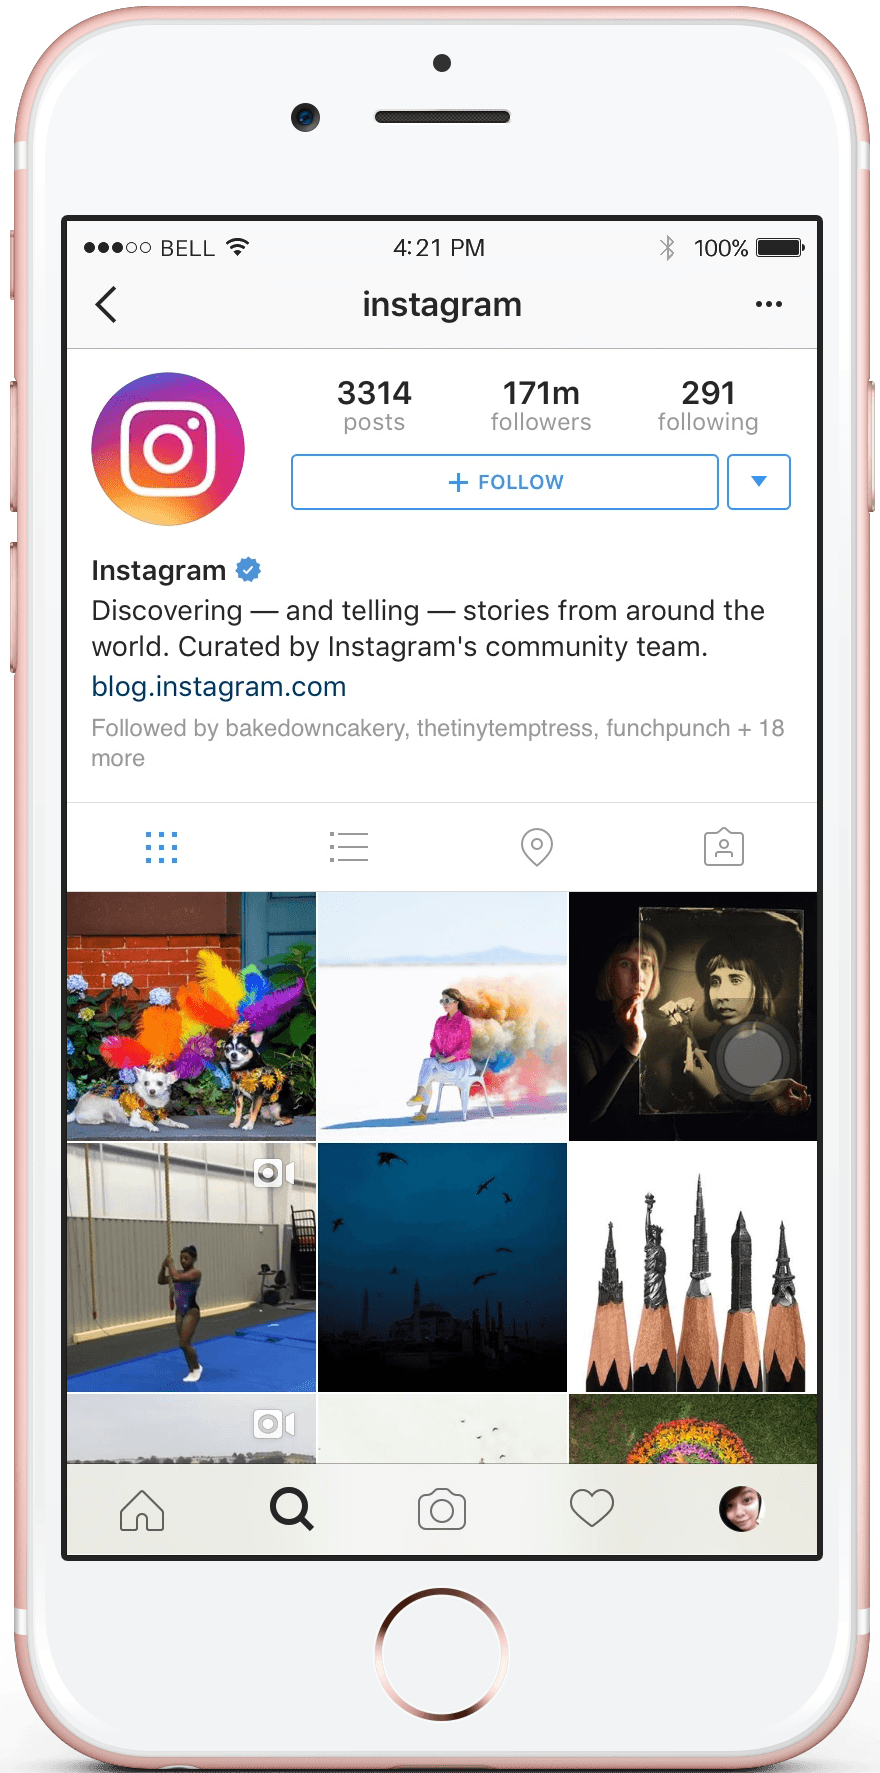 BELL 4:21 PM 100%
instagram
3314 171m 291
posts followers following
+ FOLLOW
Instagram
Discovering — and telling — stories from around the
world. Curated by Instagram's community team.
blog.instagram.com
Followed by bakedowncakery, thetinytemptress, funchpunch + 18
more